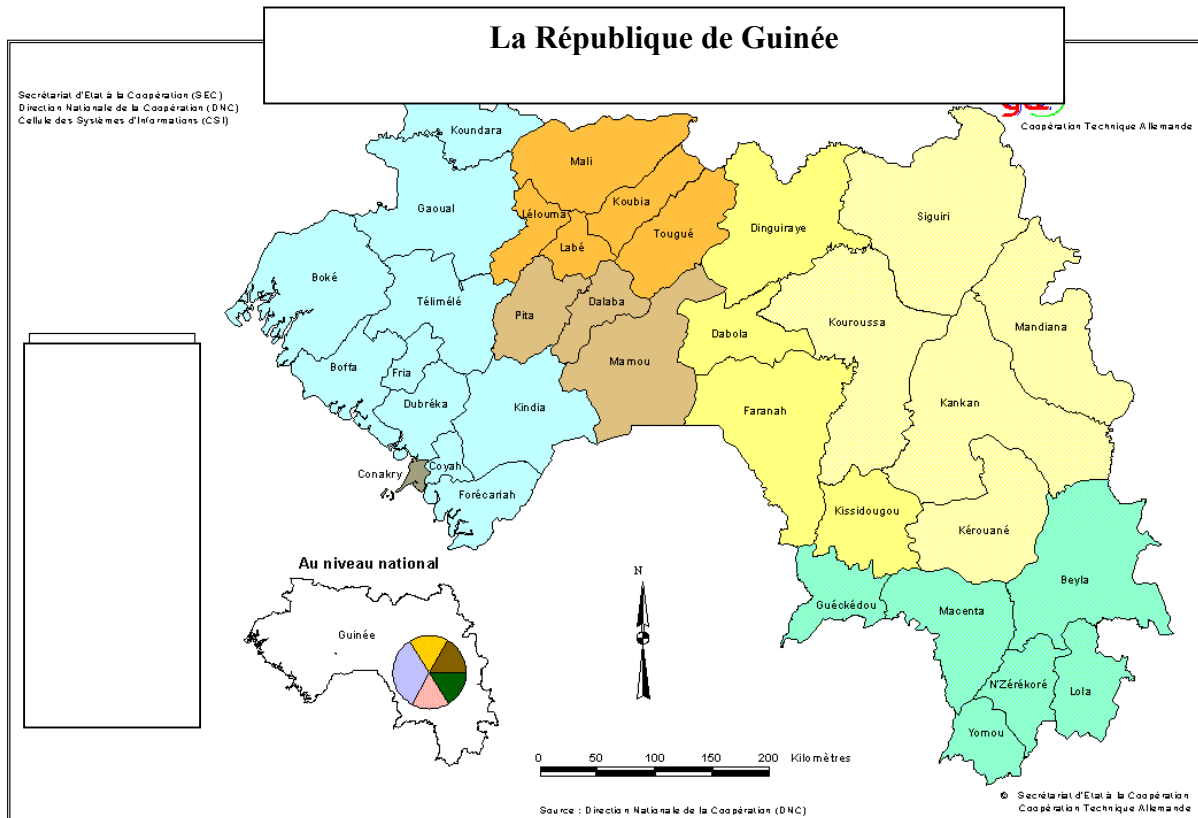 La République de Guinée
Secrétariat d'Etat à la Coopération (SEC)
Direction Nationale de la Coopération (DNC)
Cellule des Systèmes d'Informations (CSI)
Coopération Technique Allemande
Koundara
Mali
Koubia
Gaoual
Lélouma
Siguiri
Labé
Tougué
Dinguiraye
Boké
Télimélé
Dalaba
Pita
Kouroussa
Mandiana
Dabola
Mamou
Boffa
Fria
Dubréka
Kindia
Faranah
Kankan
Conakry
Coyah
Forécariah
Kissidougou
Kérouané
Au niveau national
N
Beyla
Guéckédou
Macenta
Guinée
N'Zérékoré
Lola
Yomou
0 50 100 150 200 Kilomètres
© Secrétariat d'Etat à la Coopération
Coopération Technique Allemande
Source : Direction Nationale de la Coopération (DNC)